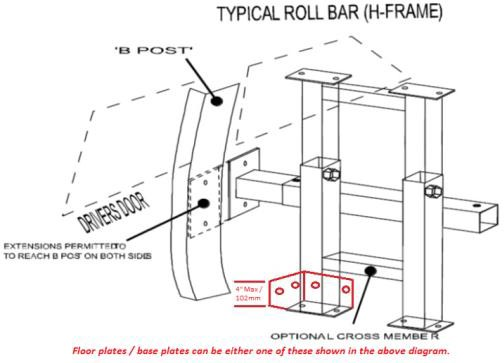 TYPICAL ROLL BAR (H-FRAME)
'B POST'
DRIVERS DOOR
EXTENSIONS PERMITTEDTO
TO REACH B POST ON BOTH SIDES
4" Max /
102mm
OPTIONAL CROSS MEMBE R
Floor plates / base plates can be either one of these shown in the above diagram.